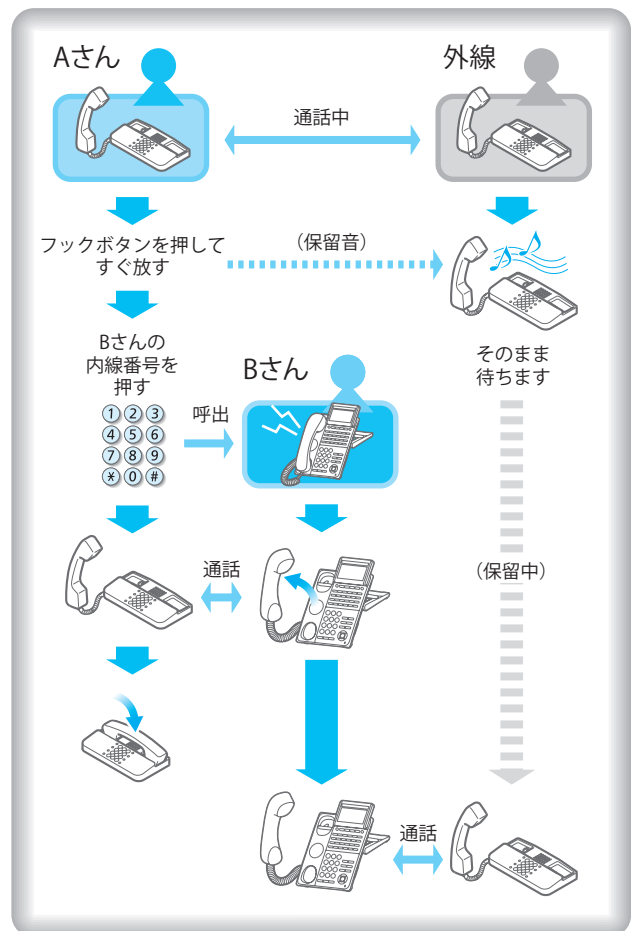 Aさん
外線
通話中
フックボタンを押して
すぐ放す
(保留音)
Bさんの
内線番号を
押す
Bさん
そのまま
待ちます
1 2 3
4 5 6
7 8 9
* 0 #
呼出
通話
(保留中)
通話